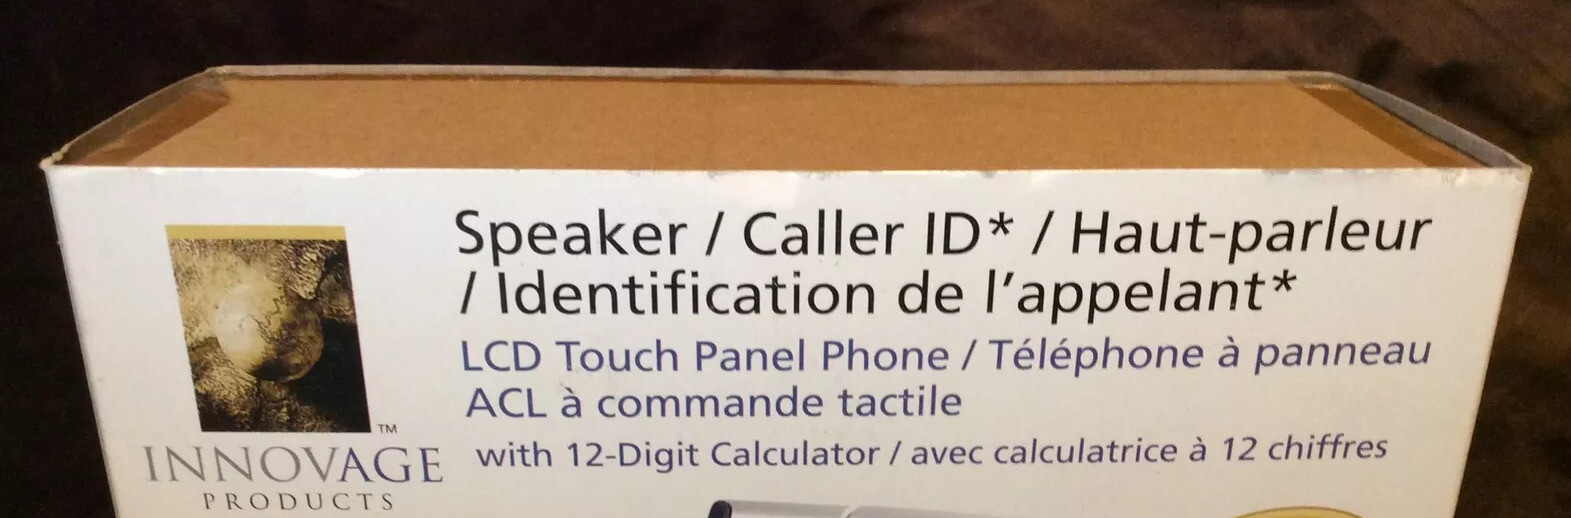 Speaker / Caller ID* / Haut-parleur
/ Identification de l'appelant*
LCD Touch Panel Phone / Téléphone à panneau
ACL à commande tactile
with 12-Digit Calculator / avec calculatrice à 12 chiffres
TM
INNOVAGE
PRODUCTS